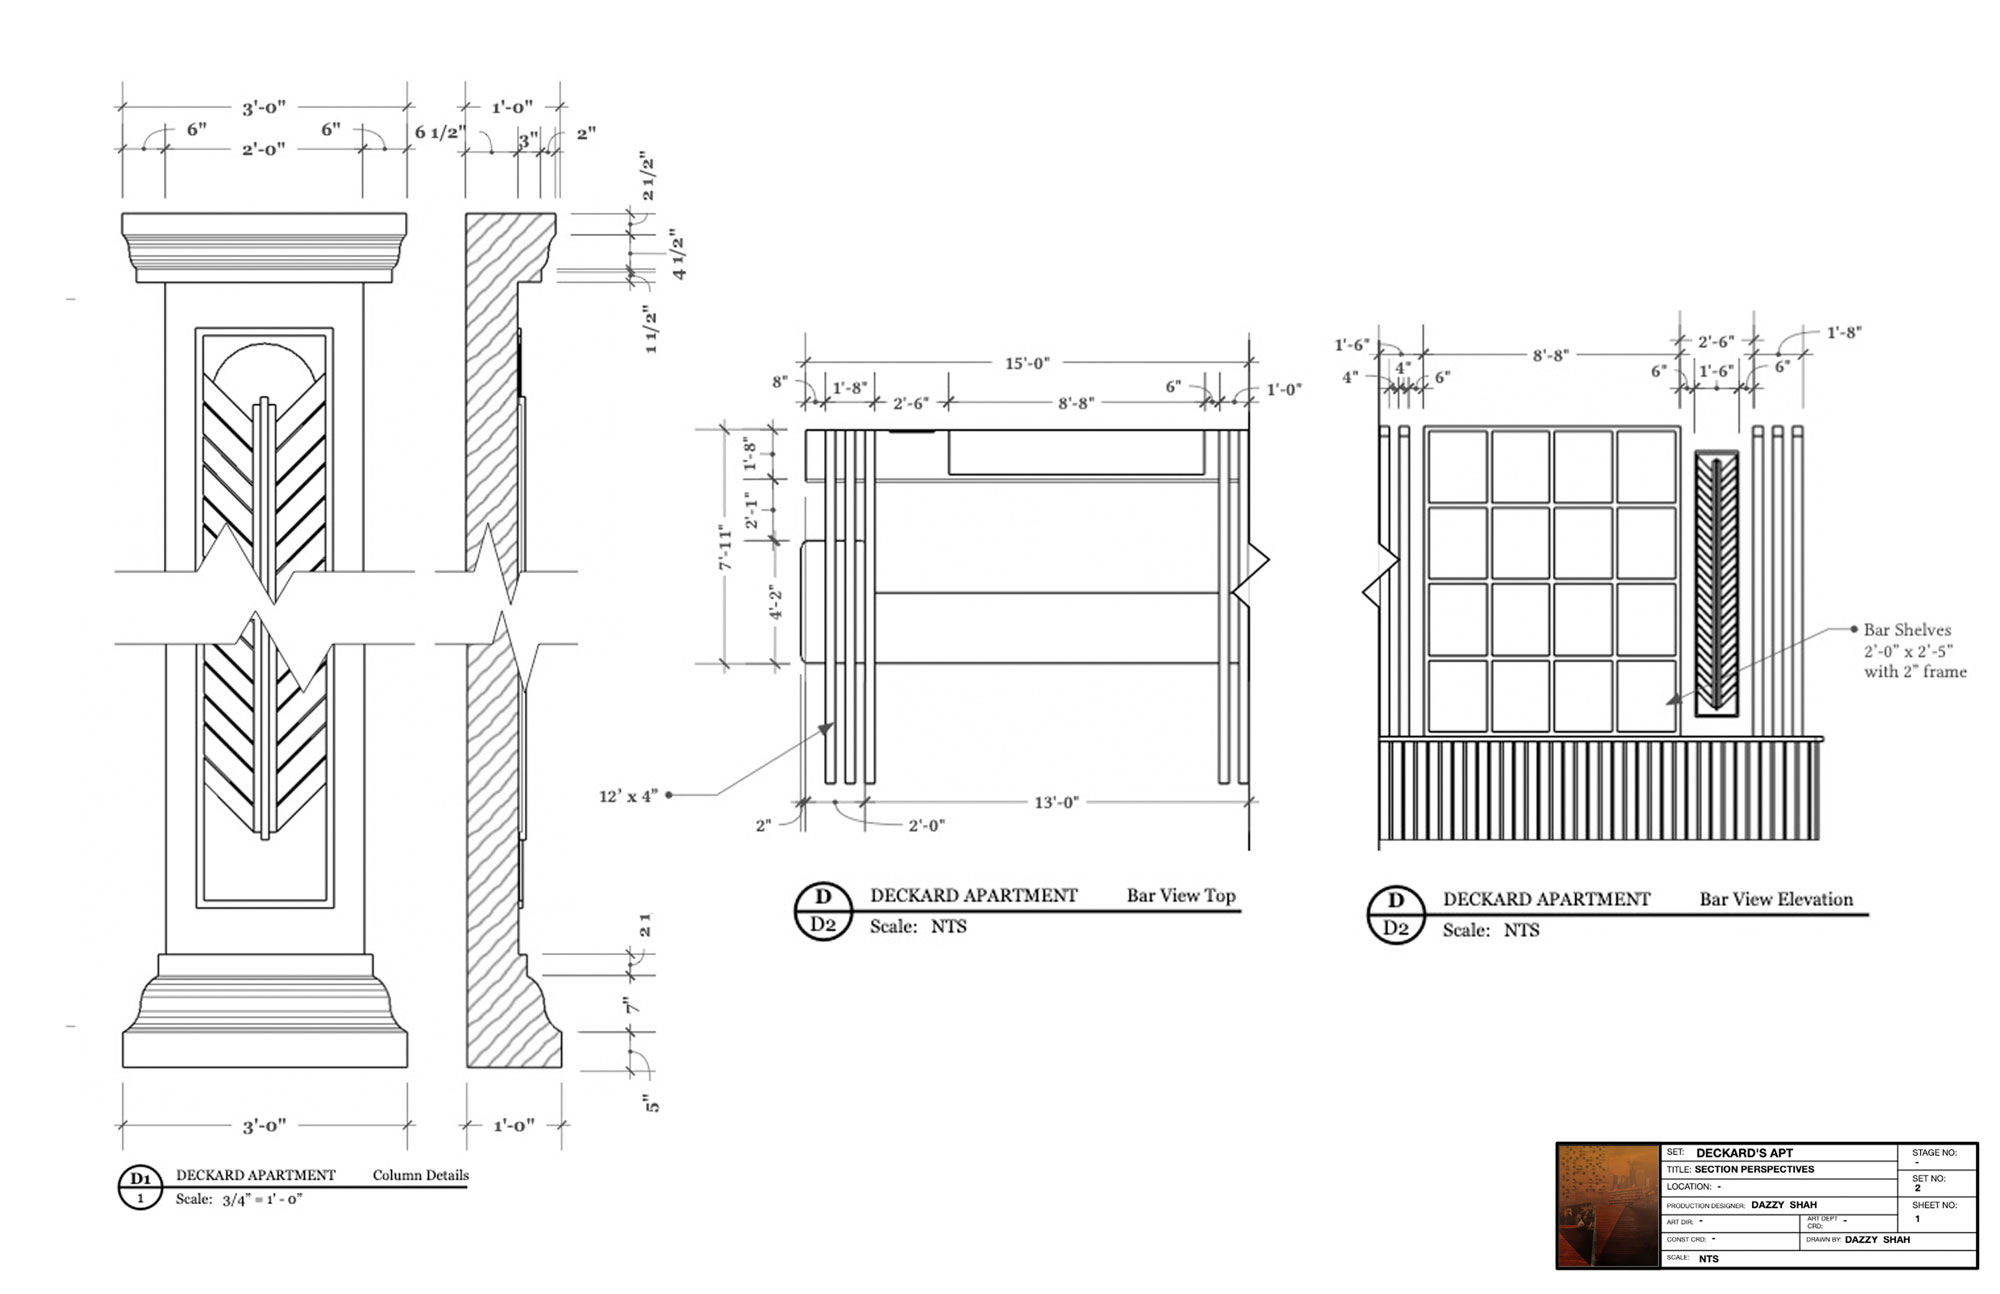 3'-0"
6"
6"
2'-0"
1'-0"
6 1/2"
3"
2"
2 1/2"
4 1/2"
1 1/2"
2 1
7"
5"
3'-0"
1'-0"
D1
1
DECKARD APARTMENT Column Details
Scale: 3/4" = 1' - 0"
15'-0"
8"
1'-8"
2'-6"
8'-8"
6"
1'-0"
1'-8"
2'-1"
7'-11"
4'-2"
12' x 4"
13'-0"
2"
2'-0"
D
D2
DECKARD APARTMENT Bar View Top
Scale: NTS
1'-6"
8'-8"
2'-6"
1'-8"
4"
4"
6"
6"
1'-6"
6"
Bar Shelves
2'-0" x 2'-5"
with 2" frame
D
D2
DECKARD APARTMENT Bar View Elevation
Scale: NTS
SET: DECKARD'S APT
STAGE NO:
-
TITLE: SECTION PERSPECTIVES
LOCATION: -
SET NO:
2
PRODUCTION DESIGNER: DAZZY SHAH
SHEET NO:
1
ART DIR: -
ART DEPT CRD: -
CONST CRD: -
DRAWN BY: DAZZY SHAH
SCALE: NTS